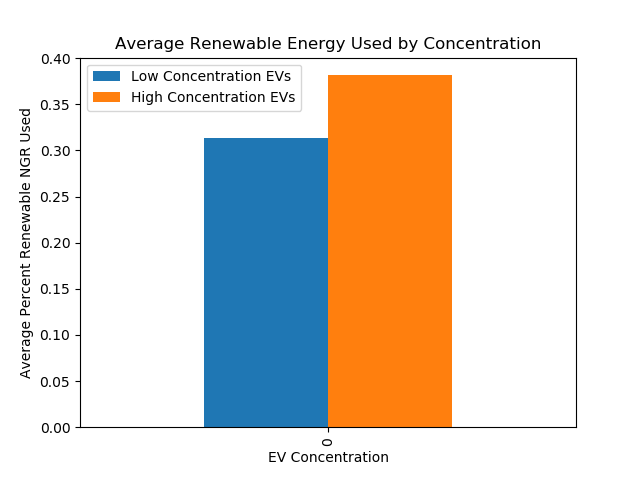 Average Renewable Energy Used by Concentration
Low Concentration EVs
High Concentration EVs
Average Percent Renewable NGR Used
0.40
0.35
0.30
0.25
0.20
0.15
0.10
0.05
0.00
0
EV Concentration